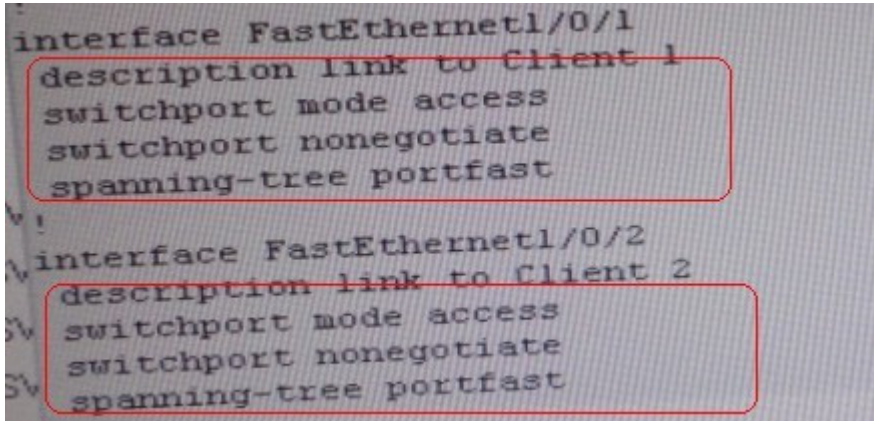 !
interface FastEthernet1/0/1
description link to Client 1
switchport mode access
switchport nonegotiate
spanning-tree portfast
!
interface FastEthernet1/0/2
description link to Client 2
switchport mode access
switchport nonegotiate
spanning-tree portfast